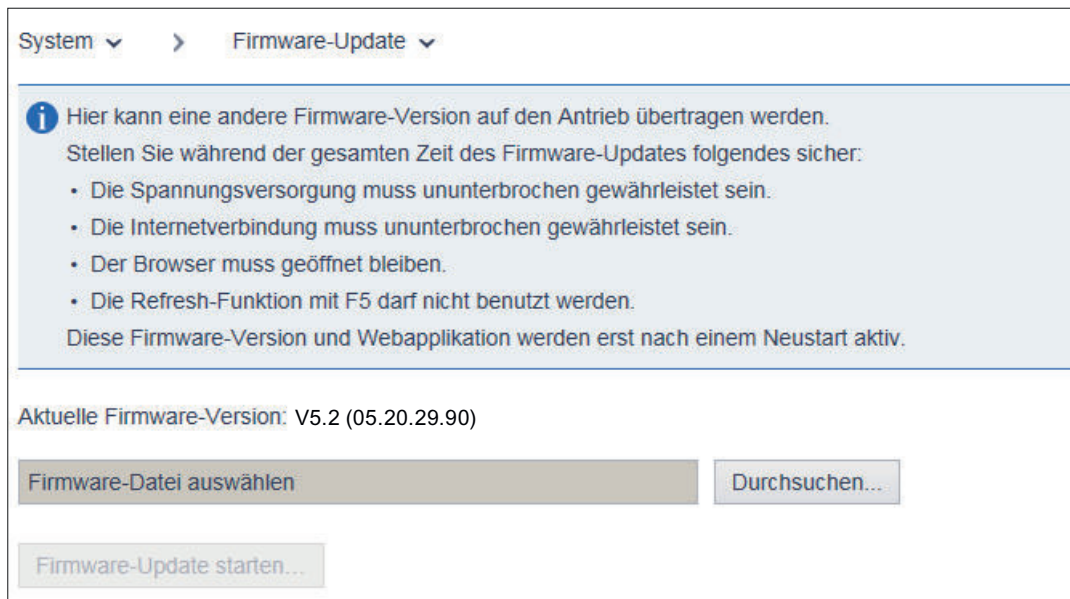 System > Firmware-Update
Hier kann eine andere Firmware-Version auf den Antrieb übertragen werden.
Stellen Sie während der gesamten Zeit des Firmware-Updates folgendes sicher:
• Die Spannungsversorgung muss ununterbrochen gewährleistet sein.
• Die Internetverbindung muss ununterbrochen gewährleistet sein.
• Der Browser muss geöffnet bleiben.
• Die Refresh-Funktion mit F5 darf nicht benutzt werden.
Diese Firmware-Version und Webapplikation werden erst nach einem Neustart aktiv.
Aktuelle Firmware-Version: V5.2 (05.20.29.90)
Firmware-Datei auswählen Durchsuchen...
Firmware-Update starten...